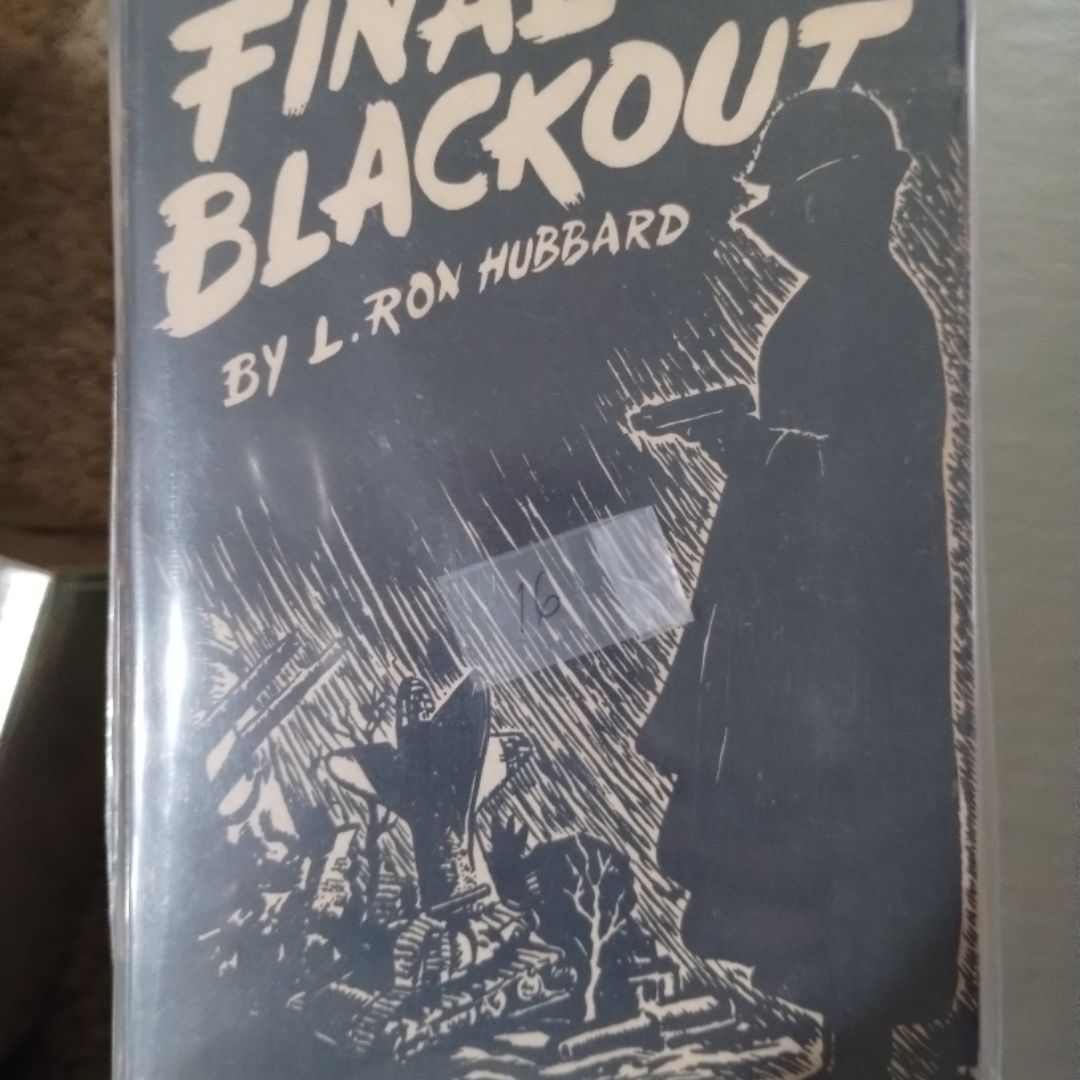 FINAL
BLACKOUT
BY L. RON HUBBARD
16